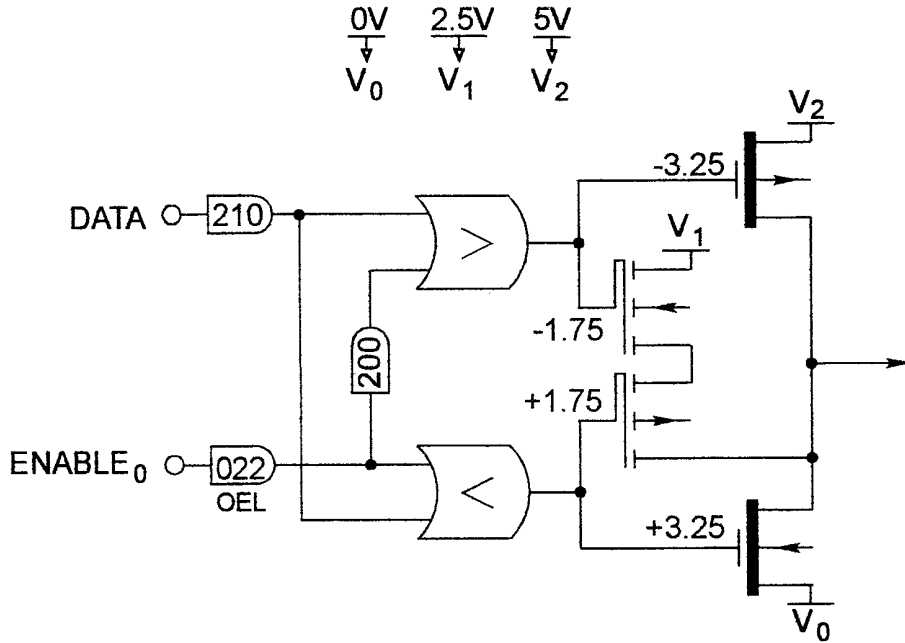 0V 2.5V 5V
V0 V1 V2
V2
-3.25
DATA 210 >
V1
-1.75
200
+1.75
ENABLE0 022 <
OEL
+3.25
V0